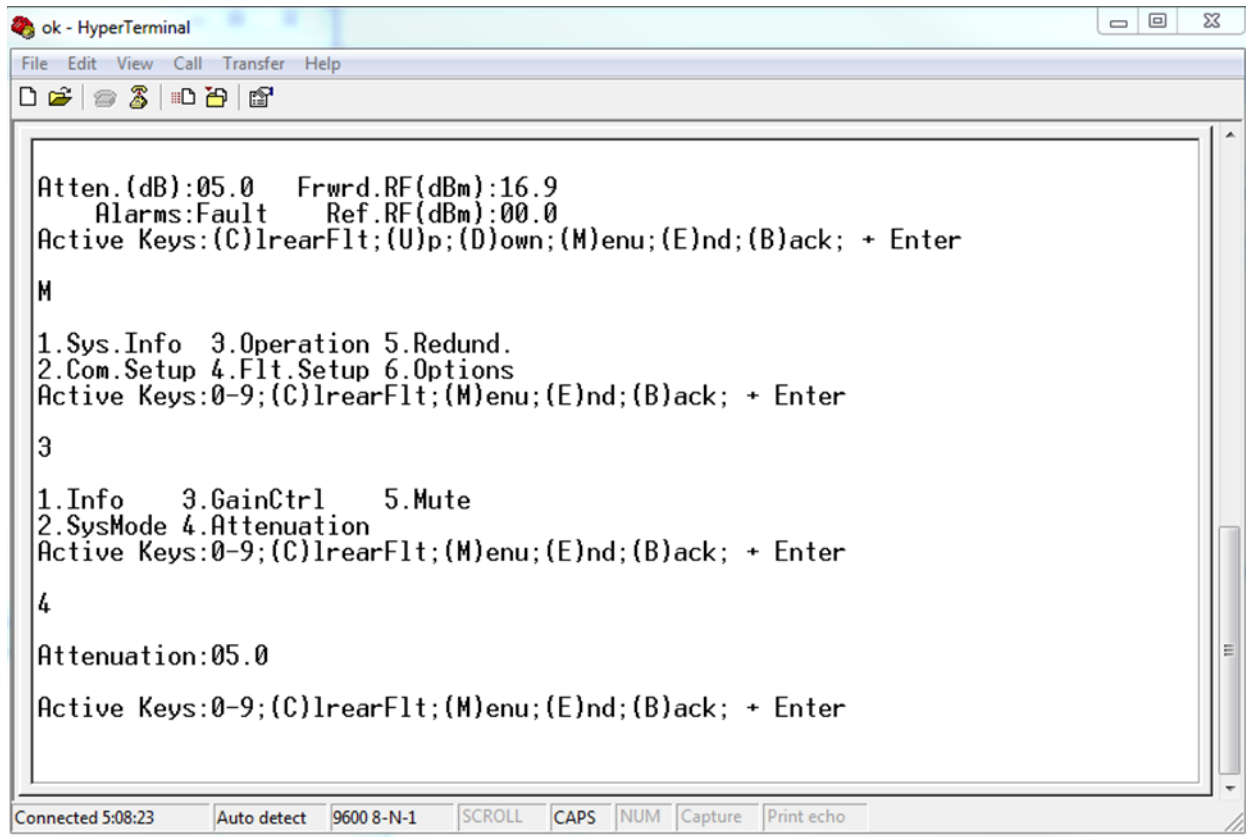 ok - HyperTerminal
File Edit View Call Transfer Help
Atten.(dB):05.0   Frwrd.RF(dBm):16.9
Alarms:Fault    Ref.RF(dBm):00.0
Active Keys:(C)lrearFlt;(U)p;(D)own;(M)enu;(E)nd;(B)ack; + Enter
M
1.Sys.Info  3.Operation 5.Redund.
2.Com.Setup 4.Flt.Setup 6.Options
Active Keys:0-9;(C)lrearFlt;(M)enu;(E)nd;(B)ack; + Enter
3
1.Info    3.GainCtrl    5.Mute
2.SysMode 4.Attenuation
Active Keys:0-9;(C)lrearFlt;(M)enu;(E)nd;(B)ack; + Enter
4
Attenuation:05.0
Active Keys:0-9;(C)lrearFlt;(M)enu;(E)nd;(B)ack; + Enter
Connected 5:08:23 Auto detect 9600 8-N-1 SCROLL CAPS NUM Capture Print echo